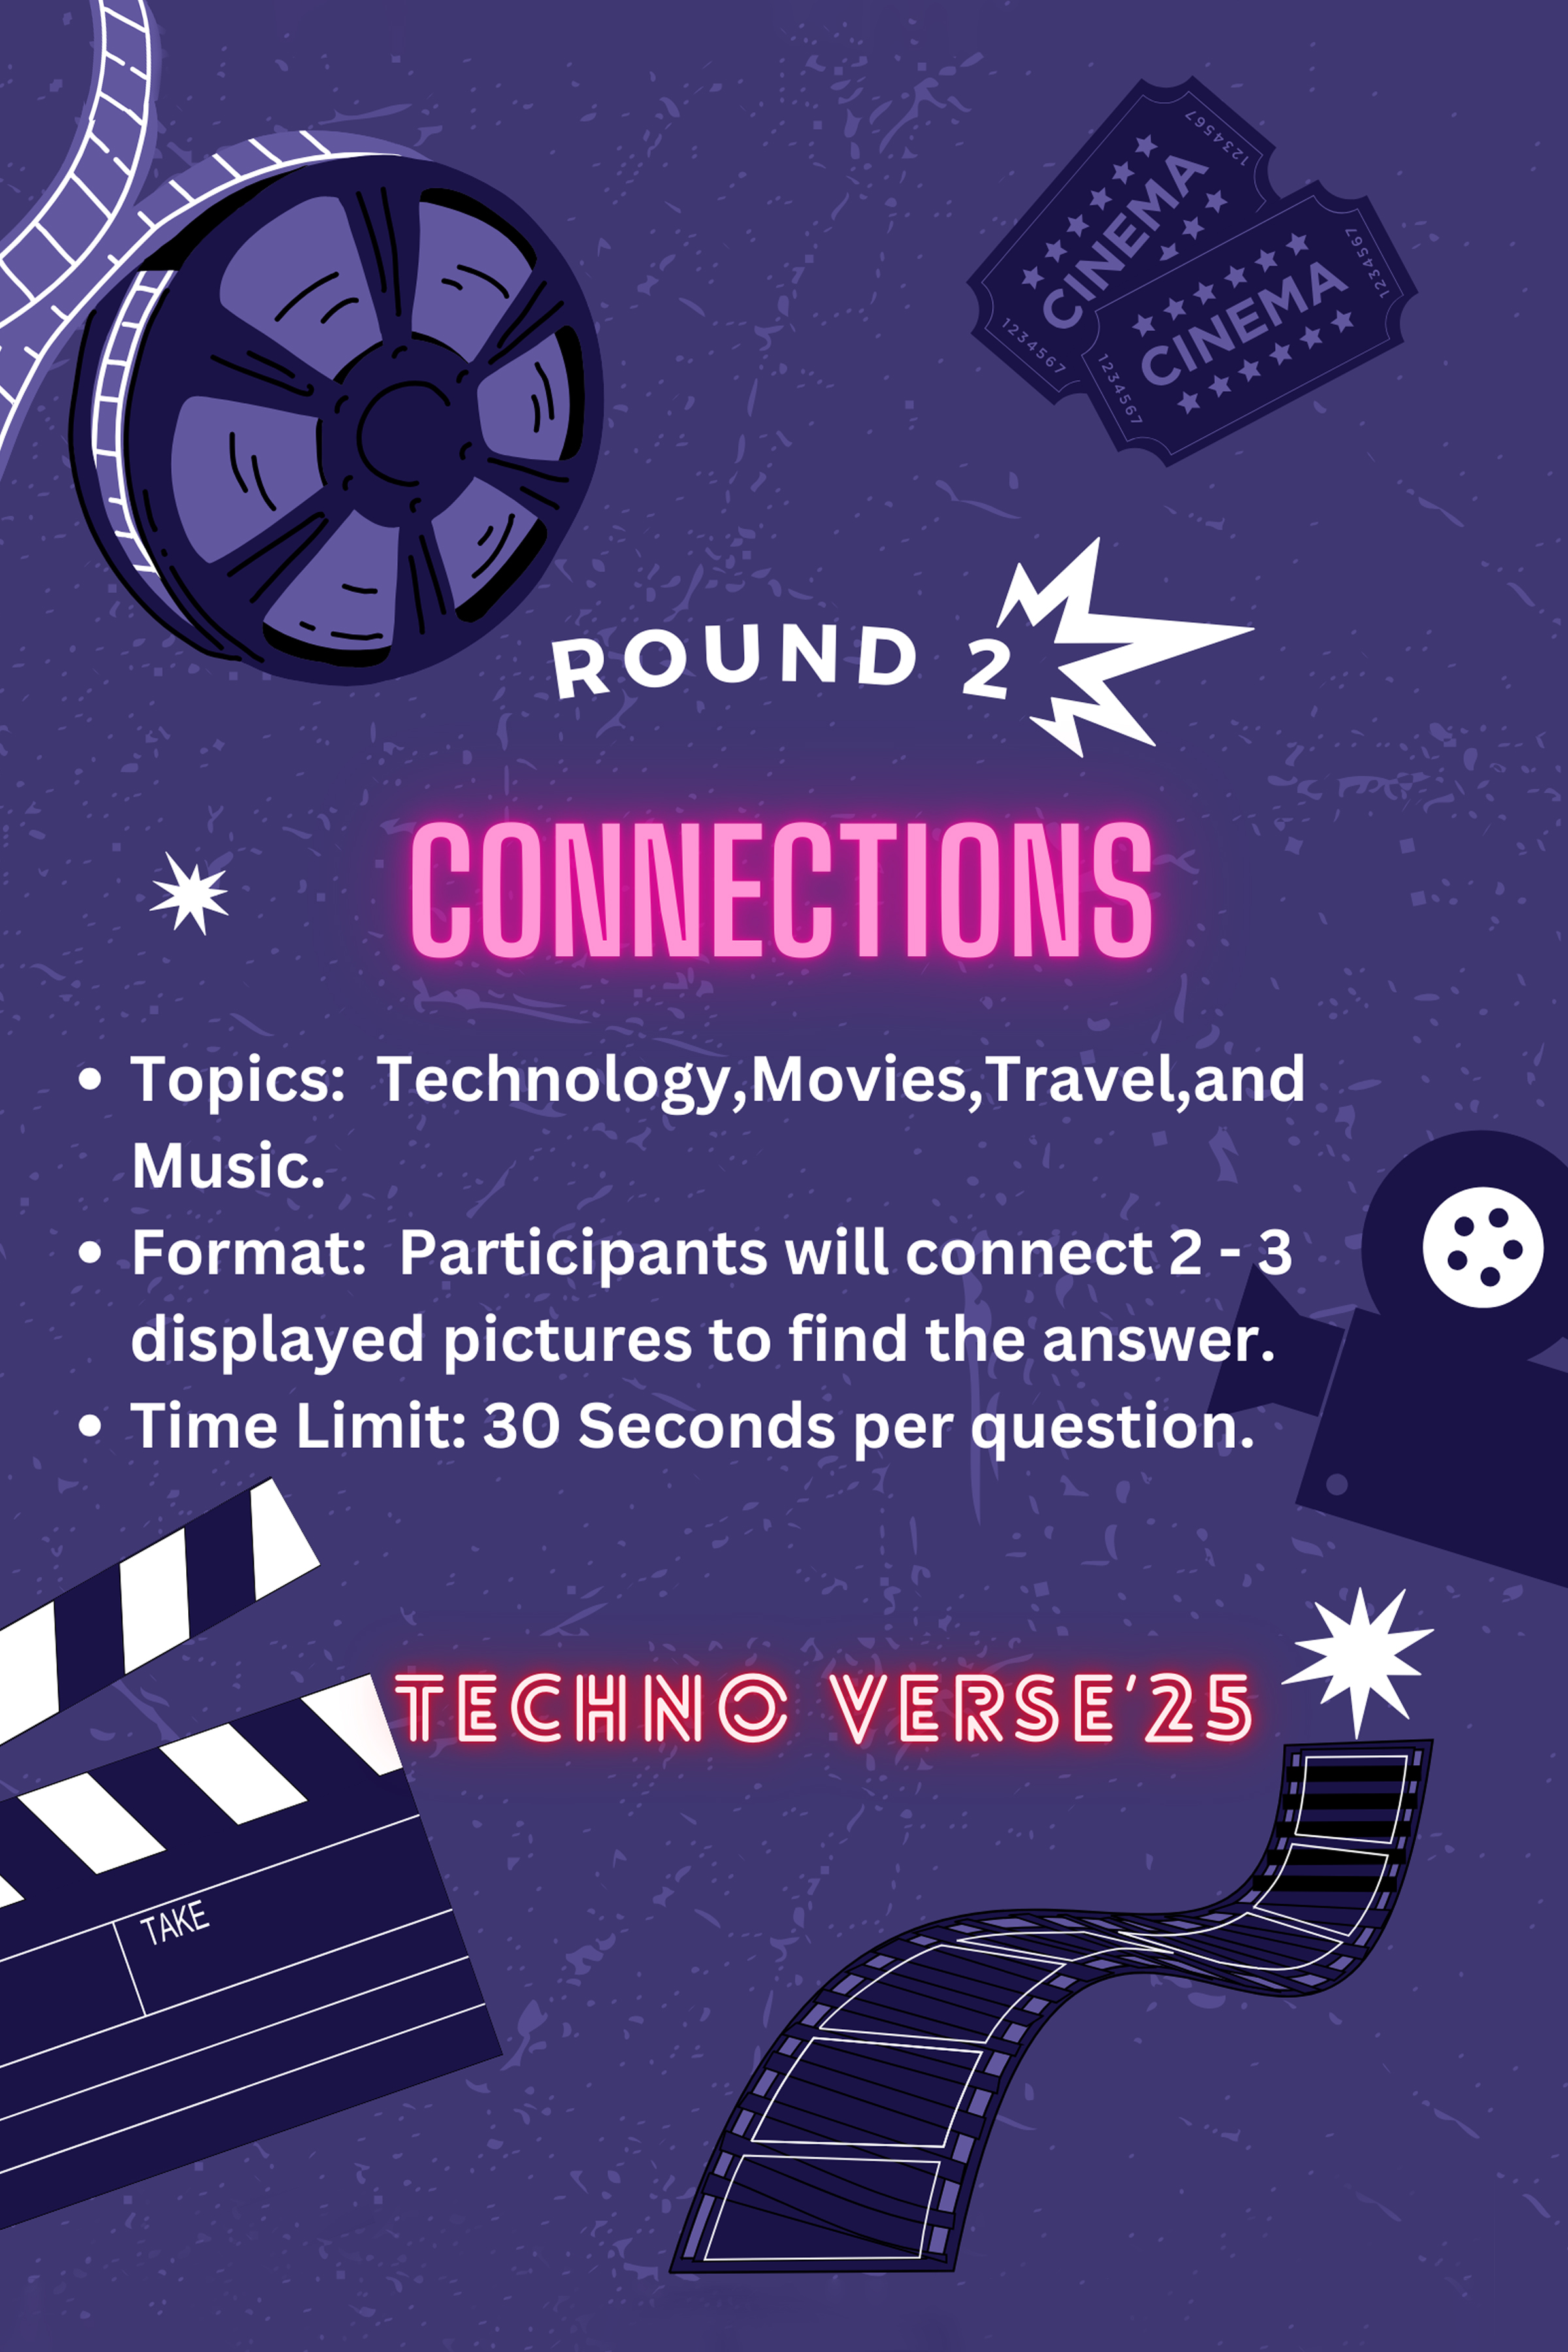 CINEMA
1234567
1234567
CINEMA
1234567
1234567
ROUND 2
CONNECTIONS
• Topics:  Technology,Movies,Travel,and
Music.
• Format:  Participants will connect 2 - 3
displayed pictures to find the answer.
• Time Limit: 30 Seconds per question.
TECHNO VERSE'25
TAKE